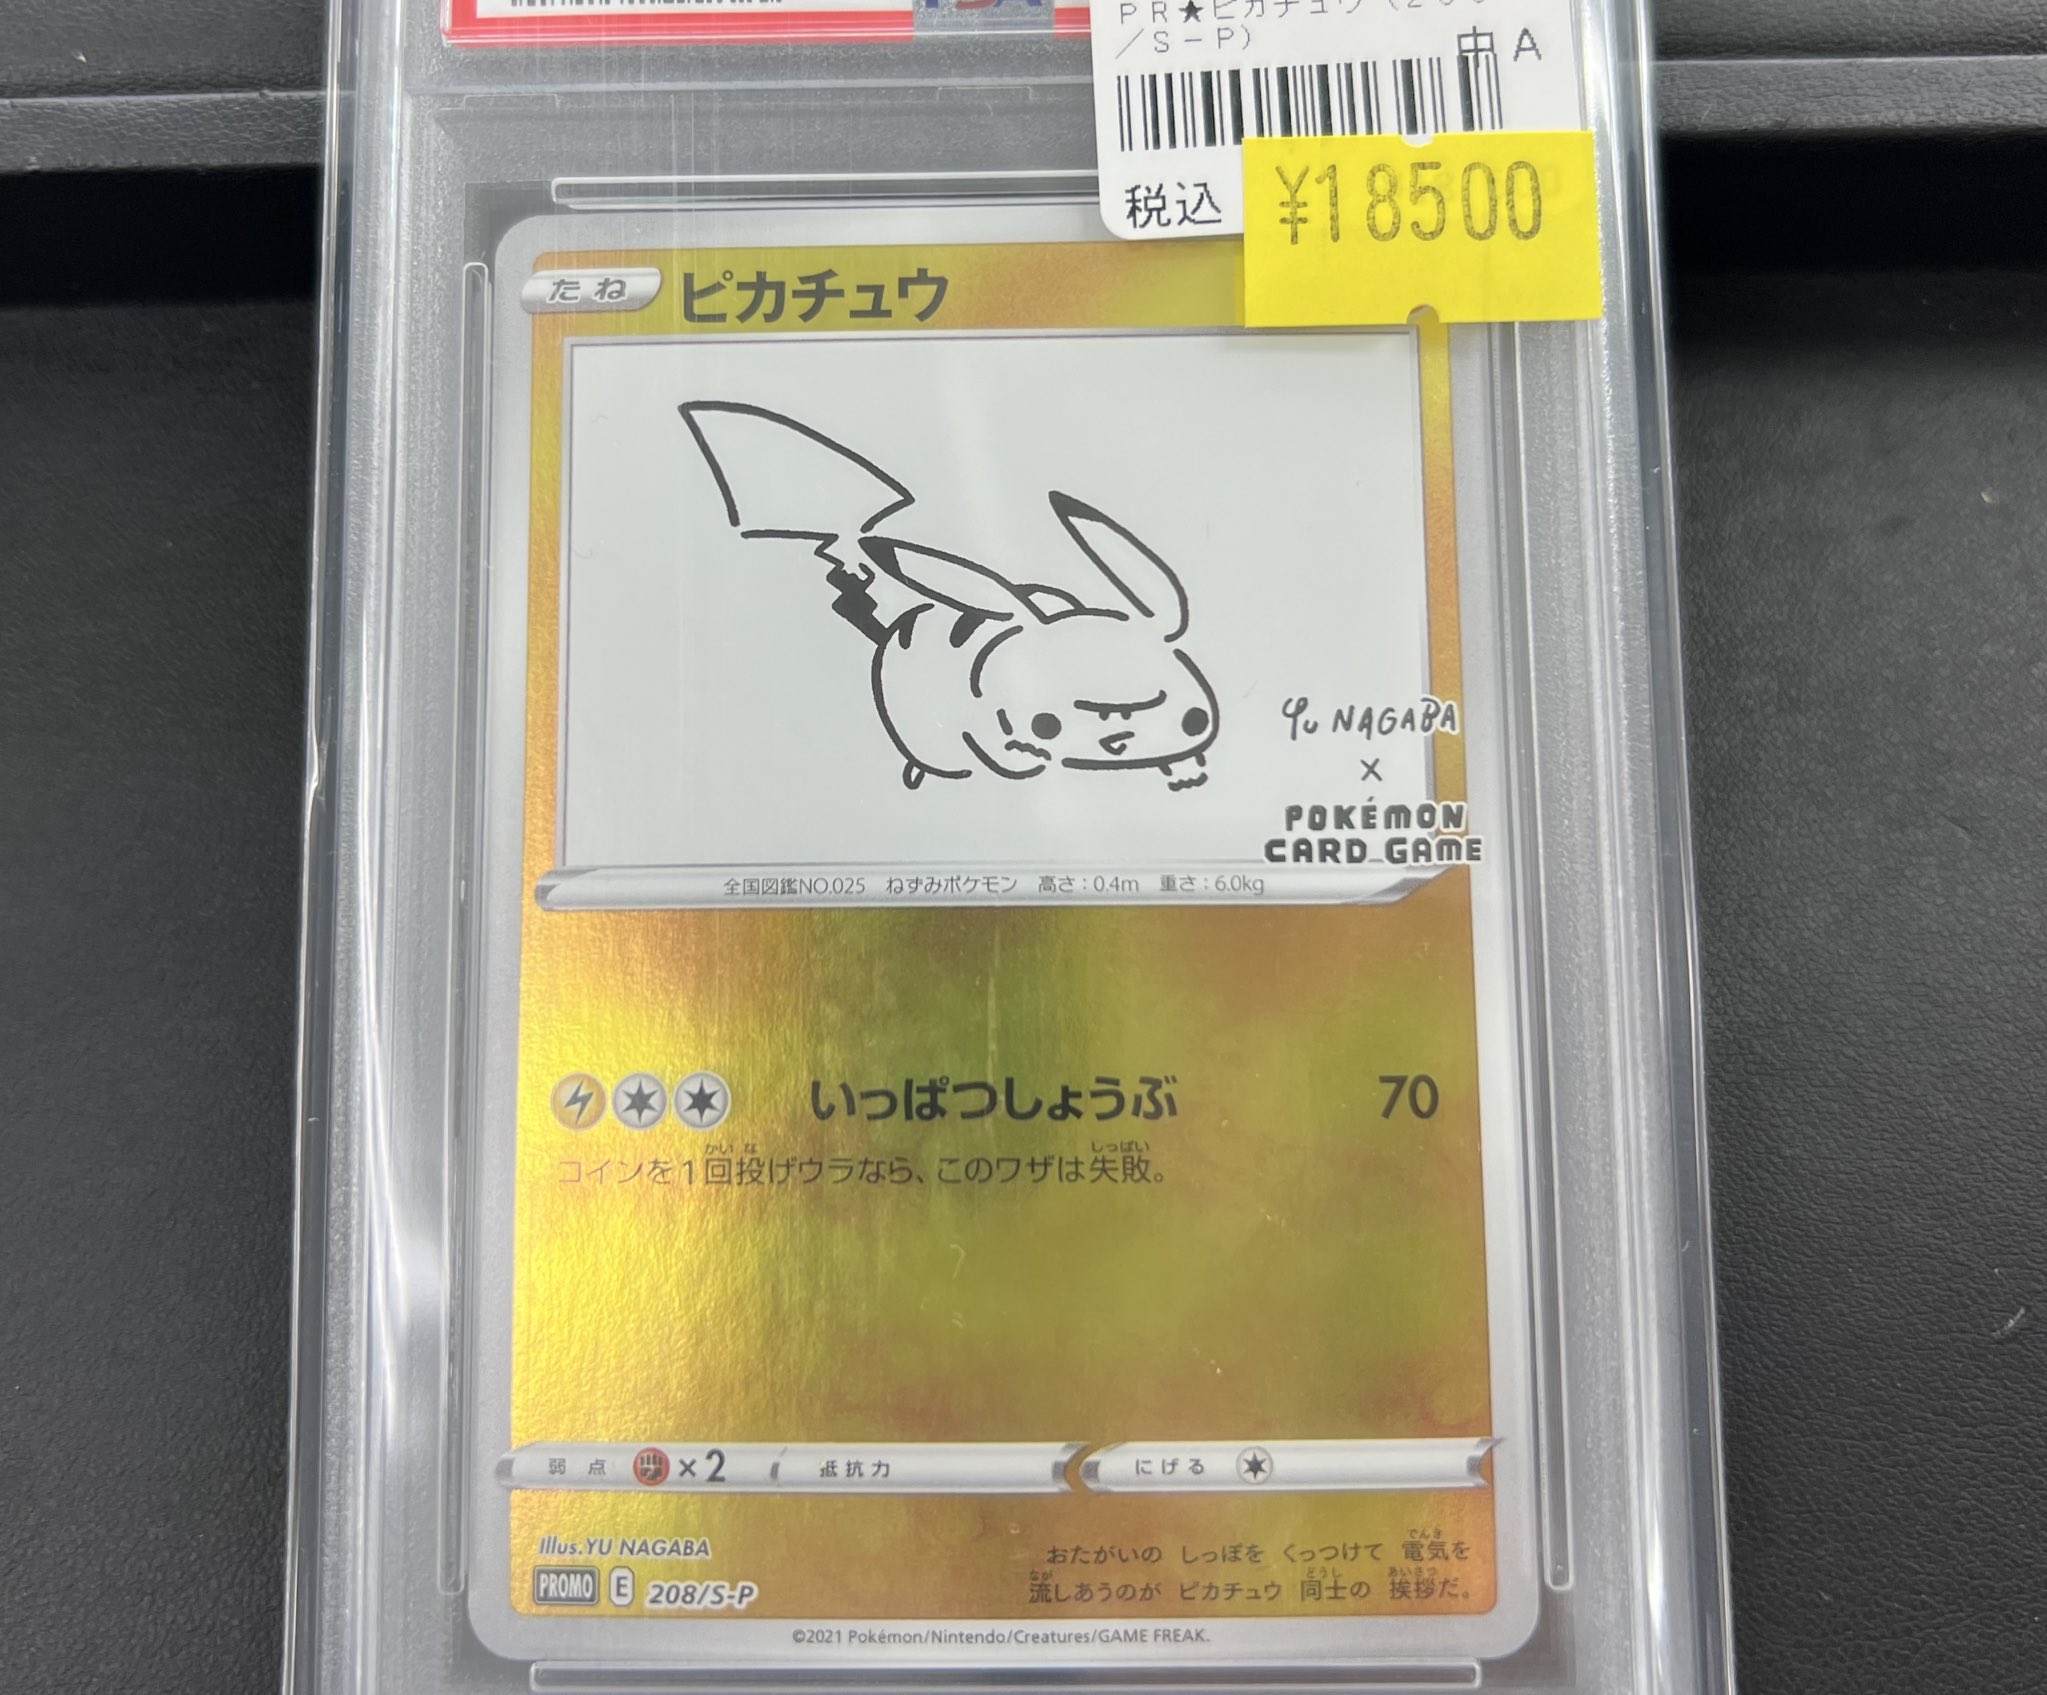 PR★ピカチュウ(208
/S-P)
中A
税込 ¥18500
たね ピカチュウ
YU NAGABA
×
POKÉMON
CARD GAME
全国図鑑NO.025 ねずみポケモン 高さ:0.4m 重さ:6.0kg
いっぱつしょうぶ 70
コインを1回投げウラなら、このワザは失敗。
弱点 ×2 抵抗力 にげる
Illus.YU NAGABA
PROMO E 208/S-P
おたがいの しっぽを くっつけて 電気を
流しあうのが ピカチュウ 同士の 挨拶だ。
©2021 Pokémon/Nintendo/Creatures/GAME FREAK.